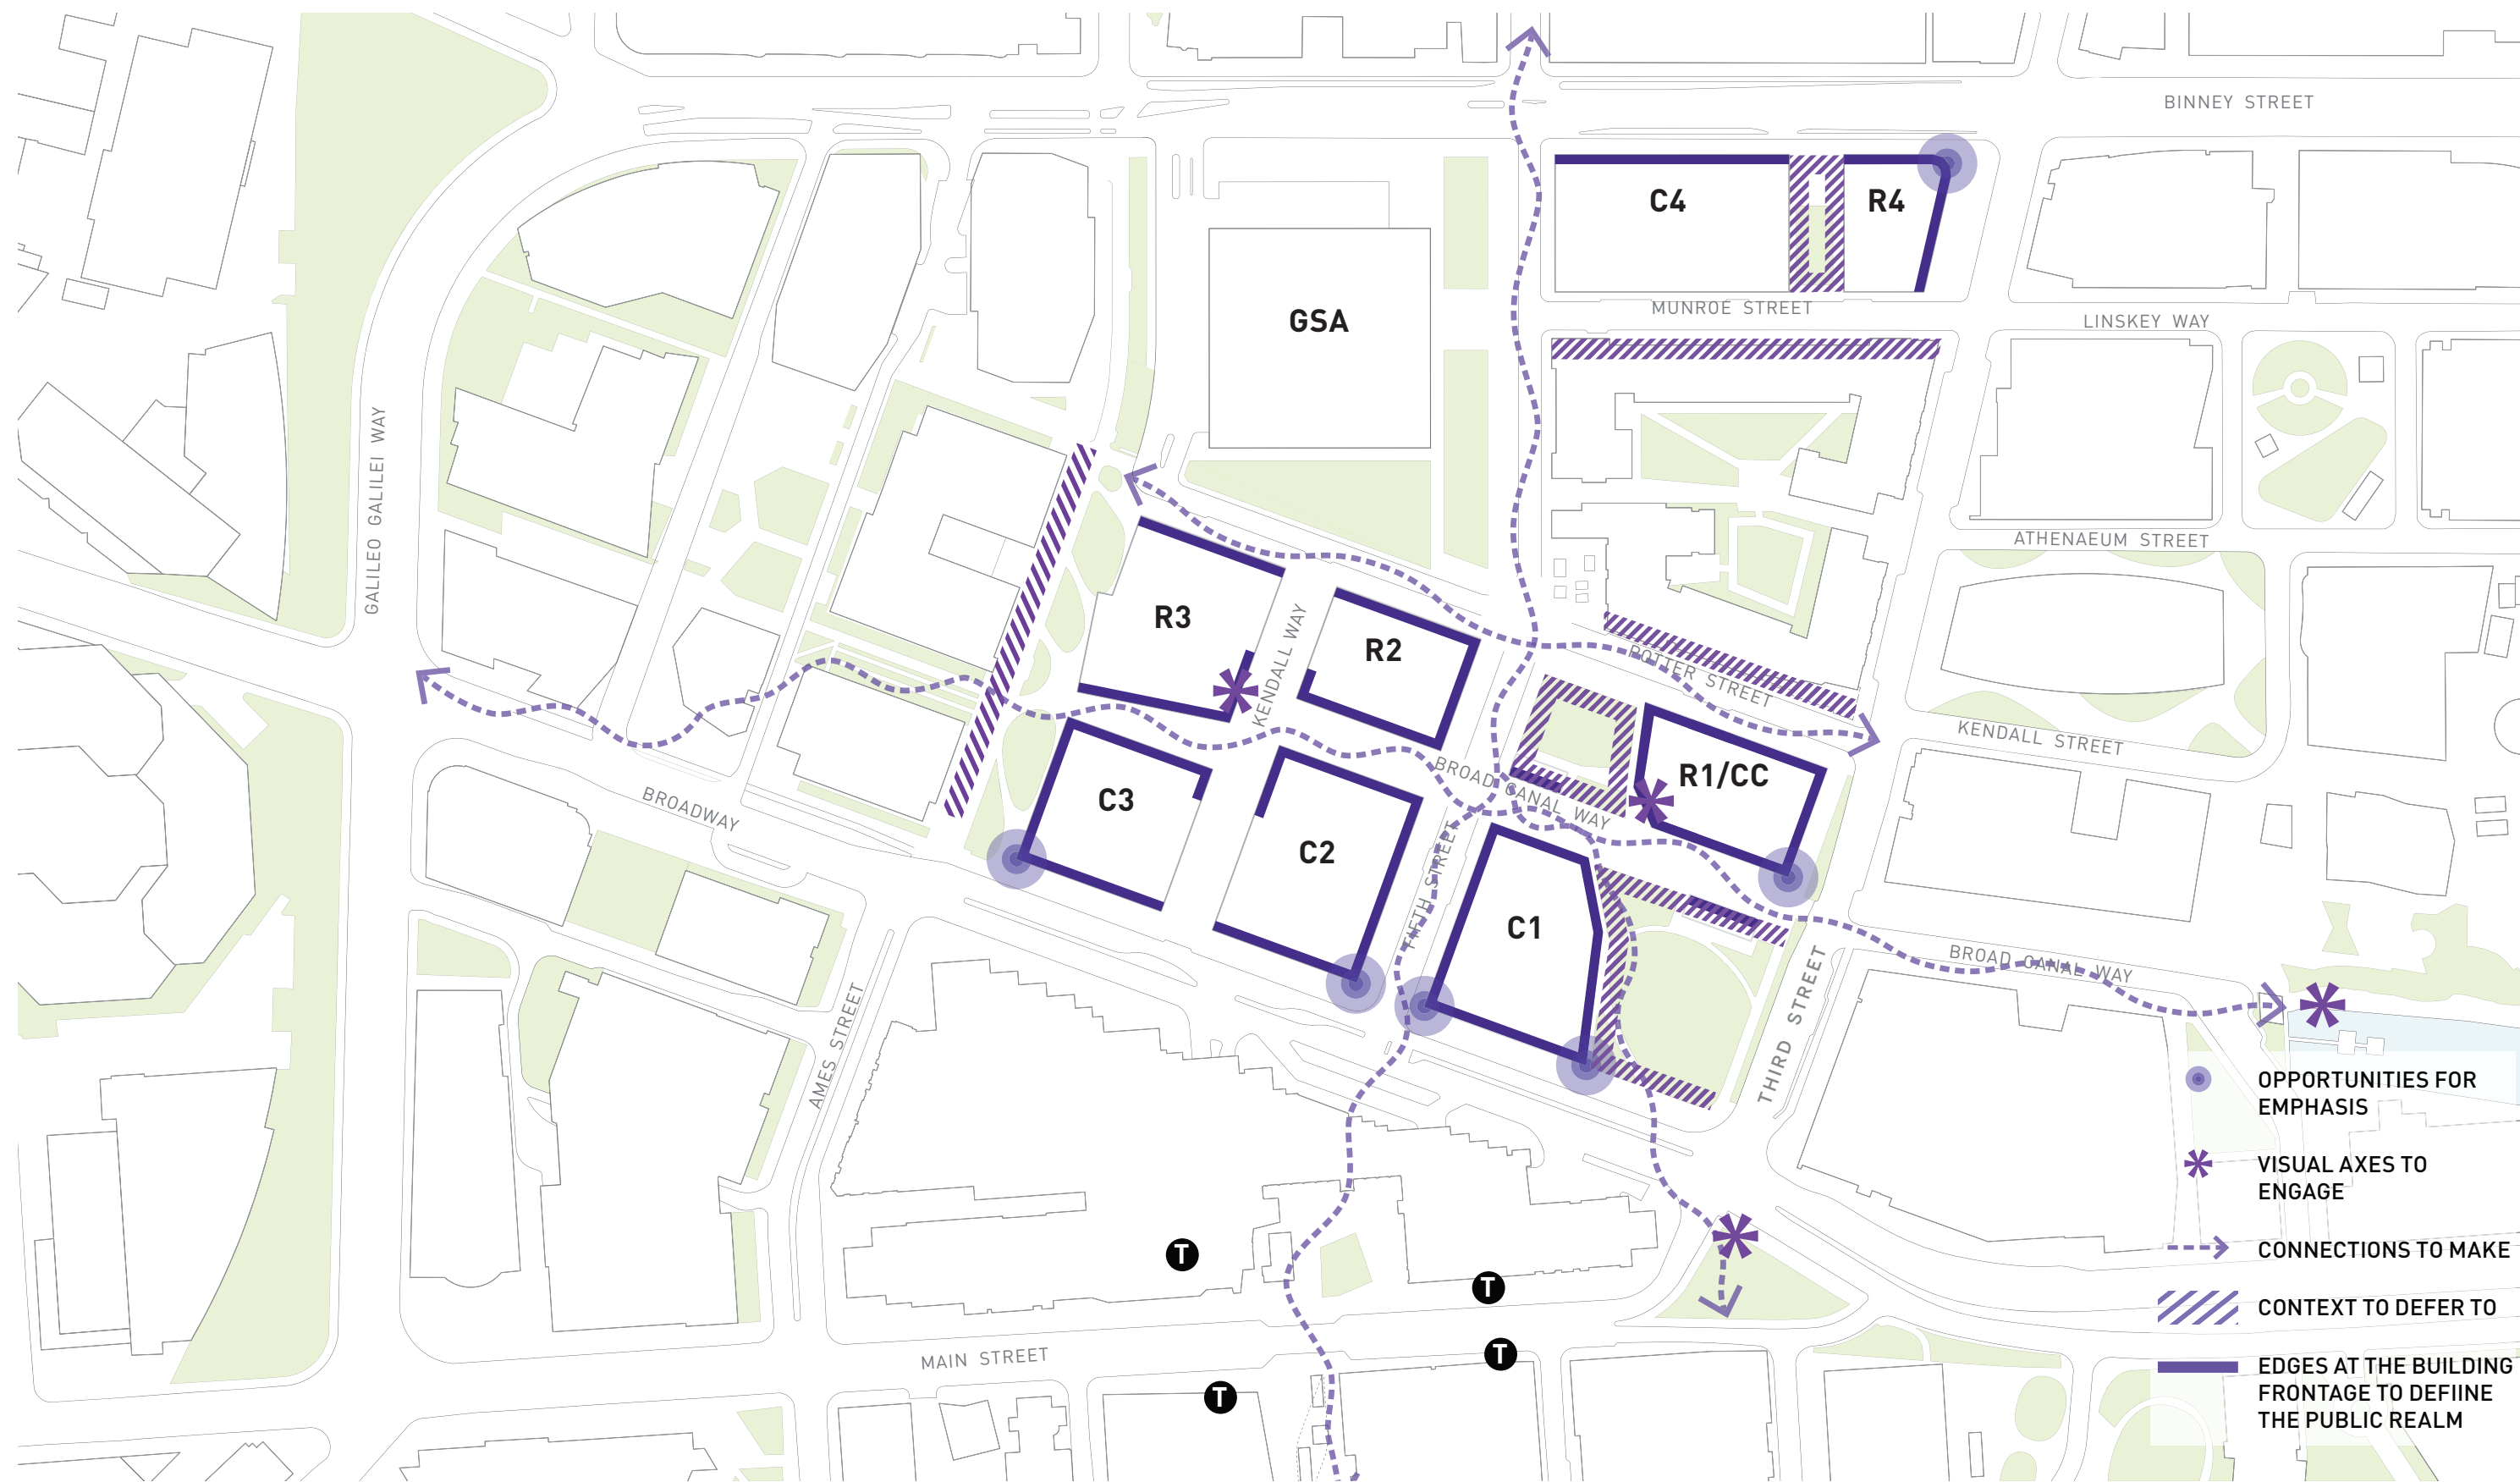 BINNEY STREET
C4
R4
MUNROE STREET
LINSKEY WAY
GSA
GALILEO GALILEI WAY
ATHENAEUM STREET
R3
KENDALL WAY
R2
POTTER STREET
KENDALL STREET
BROAD CANAL WAY
R1/CC
C3
BROADWAY
C2
FIFTH STREET
C1
BROAD CANAL WAY
THIRD STREET
AMES STREET
T
T
T
T
MAIN STREET
OPPORTUNITIES FOR
EMPHASIS
VISUAL AXES TO
ENGAGE
CONNECTIONS TO MAKE
CONTEXT TO DEFER TO
EDGES AT THE BUILDING
FRONTAGE TO DEFIINE
THE PUBLIC REALM